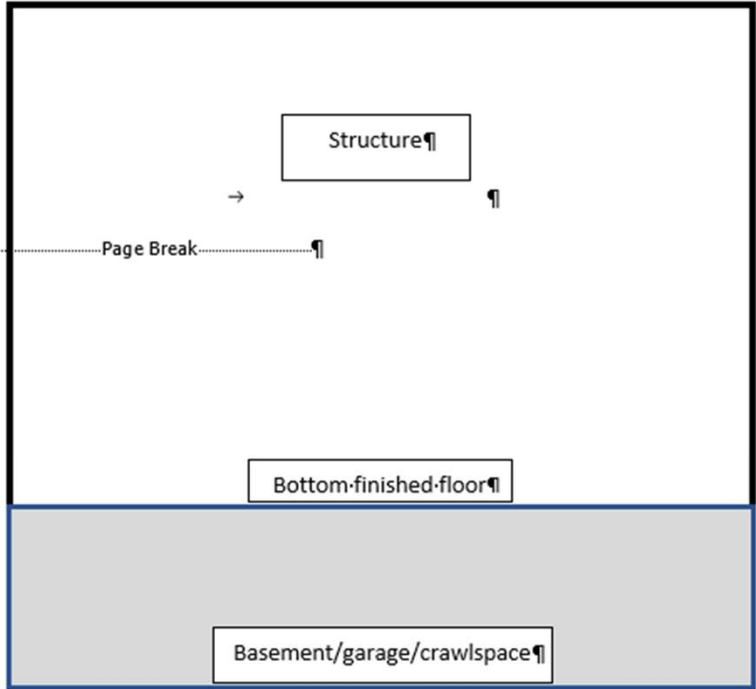 Structure¶
→ ¶
Page Break¶
Bottom·finished·floor¶
Basement/garage/crawlspace¶